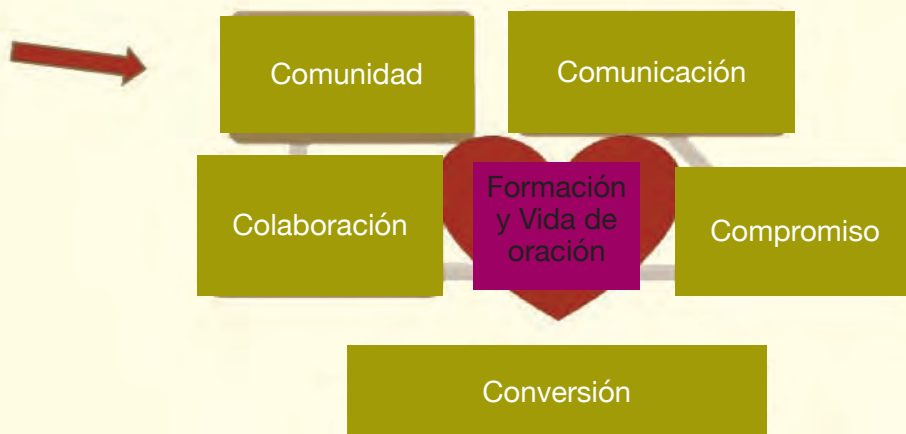 Comunidad
Comunicación
Colaboración
Formación
y Vida de
oración
Compromiso
Conversión